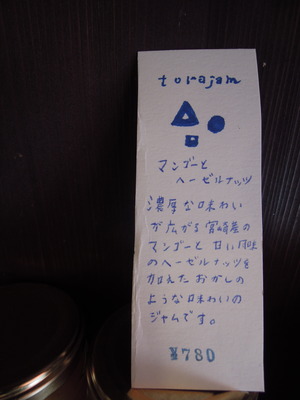 torajam
マンゴーと
ヘーゼルナッツ
濃厚な味わい
が広がる宮崎産の
マンゴーと甘い風味
のヘーゼルナッツを
加えたおかしの
ような味わいの
ジャムです。
¥780